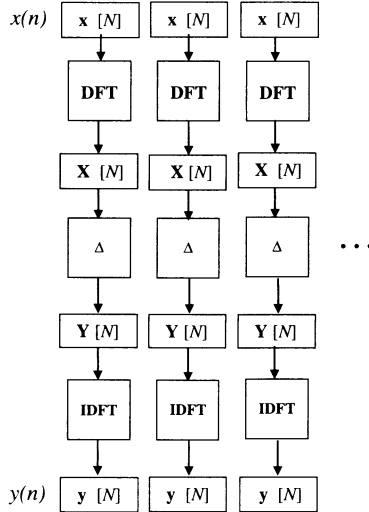 x(n) x [N] x [N] x [N]
DFT DFT DFT
X [N] X [N] X [N]
Δ Δ Δ ...
Y [N] Y [N] Y [N]
IDFT IDFT IDFT
y(n) y [N] y [N] y [N]